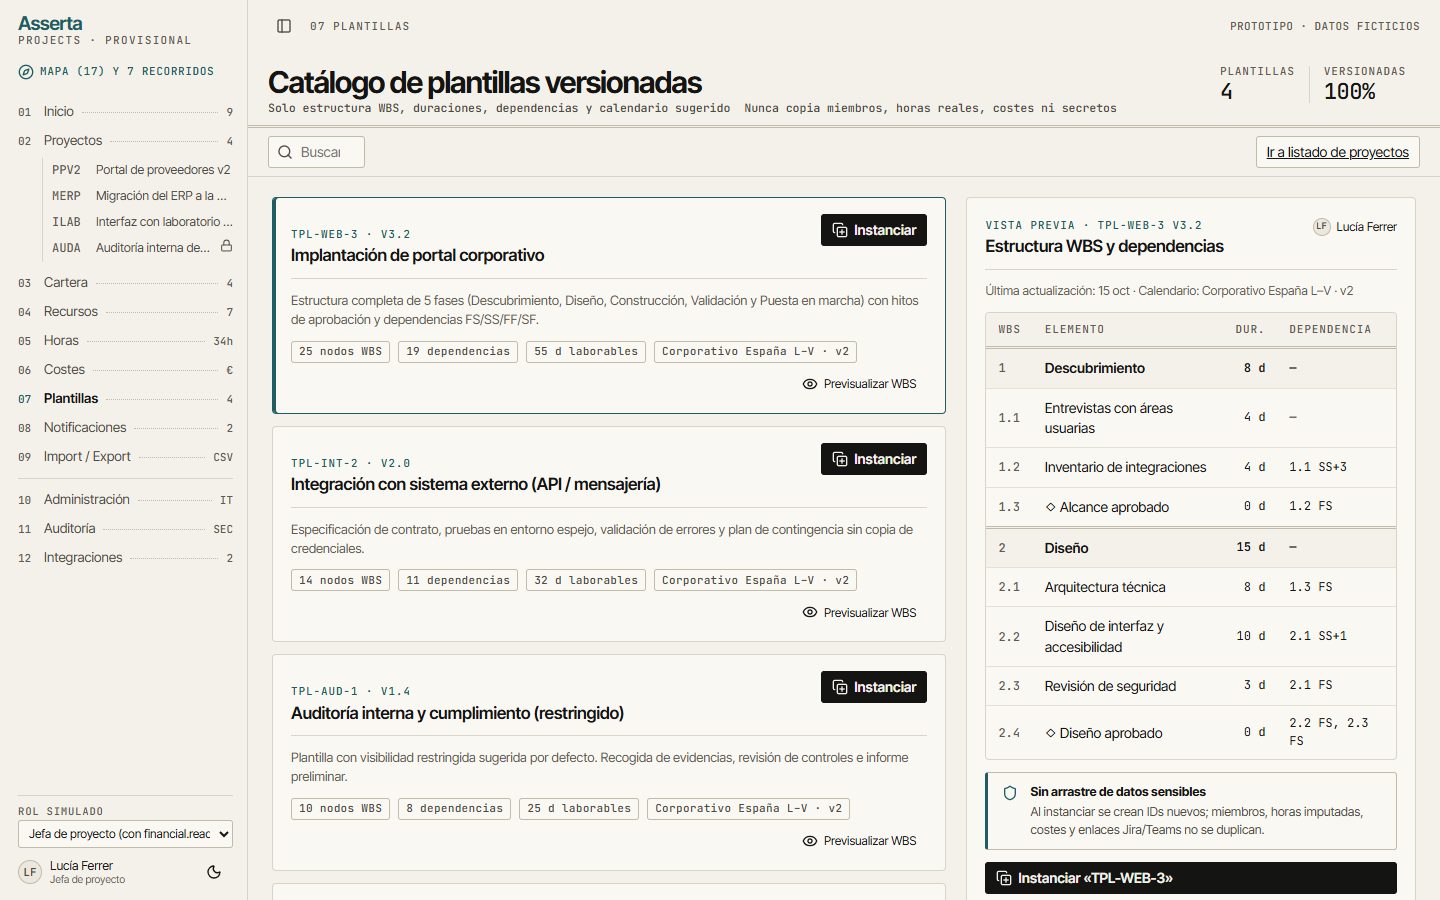 Asserta
PROJECTS · PROVISIONAL
MAPA (17) Y 7 RECORRIDOS
01 Inicio 9
02 Proyectos 4
PPV2 Portal de proveedores v2
MERP Migración del ERP a la ...
ILAB Interfaz con laboratorio ...
AUDA Auditoría interna de...
03 Cartera 4
04 Recursos 7
05 Horas 34h
06 Costes €
07 Plantillas 4
08 Notificaciones 2
09 Import / Export CSV
10 Administración IT
11 Auditoría SEC
12 Integraciones 2
ROL SIMULADO
Jefa de proyecto (con financial.reac
LF Lucía Ferrer
Jefa de proyecto
07 PLANTILLAS
PROTOTIPO · DATOS FICTICIOS
Catálogo de plantillas versionadas
Solo estructura WBS, duraciones, dependencias y calendario sugerido Nunca copia miembros, horas reales, costes ni secretos
PLANTILLAS
4
VERSIONADAS
100%
Buscar
Ir a listado de proyectos
TPL-WEB-3 · V3.2
Implantación de portal corporativo
Instanciar
Estructura completa de 5 fases (Descubrimiento, Diseño, Construcción, Validación y Puesta en marcha) con hitos
de aprobación y dependencias FS/SS/FF/SF.
25 nodos WBS 19 dependencias 55 d laborables Corporativo España L–V · v2
Previsualizar WBS
TPL-INT-2 · V2.0
Integración con sistema externo (API / mensajería)
Instanciar
Especificación de contrato, pruebas en entorno espejo, validación de errores y plan de contingencia sin copia de
credenciales.
14 nodos WBS 11 dependencias 32 d laborables Corporativo España L–V · v2
Previsualizar WBS
TPL-AUD-1 · V1.4
Auditoría interna y cumplimiento (restringido)
Instanciar
Plantilla con visibilidad restringida sugerida por defecto. Recogida de evidencias, revisión de controles e informe
preliminar.
10 nodos WBS 8 dependencias 25 d laborables Corporativo España L–V · v2
Previsualizar WBS
VISTA PREVIA · TPL-WEB-3 V3.2
Estructura WBS y dependencias
LF Lucía Ferrer
Última actualización: 15 oct · Calendario: Corporativo España L–V · v2
WBS ELEMENTO DUR. DEPENDENCIA
1 Descubrimiento 8 d —
1.1 Entrevistas con áreas
usuarias 4 d —
1.2 Inventario de integraciones 4 d 1.1 SS+3
1.3 ◇ Alcance aprobado 0 d 1.2 FS
2 Diseño 15 d —
2.1 Arquitectura técnica 8 d 1.3 FS
2.2 Diseño de interfaz y
accesibilidad 10 d 2.1 SS+1
2.3 Revisión de seguridad 3 d 2.1 FS
2.4 ◇ Diseño aprobado 0 d 2.2 FS, 2.3
FS
Sin arrastre de datos sensibles
Al instanciar se crean IDs nuevos; miembros, horas imputadas,
costes y enlaces Jira/Teams no se duplican.
Instanciar «TPL-WEB-3»